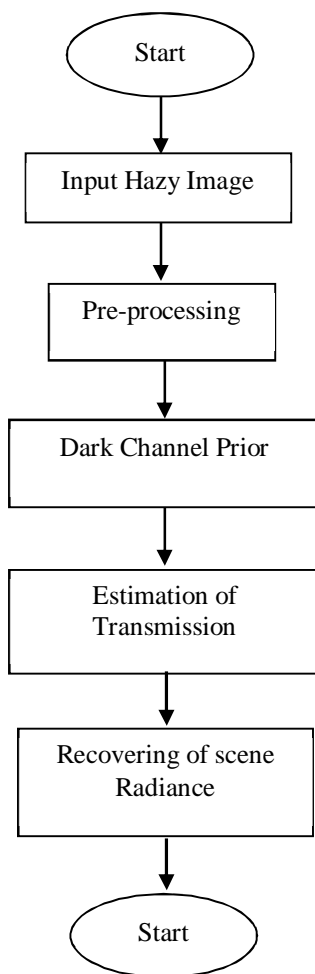 Start
Input Hazy Image
Pre-processing
Dark Channel Prior
Estimation of
Transmission
Recovering of scene
Radiance
Start